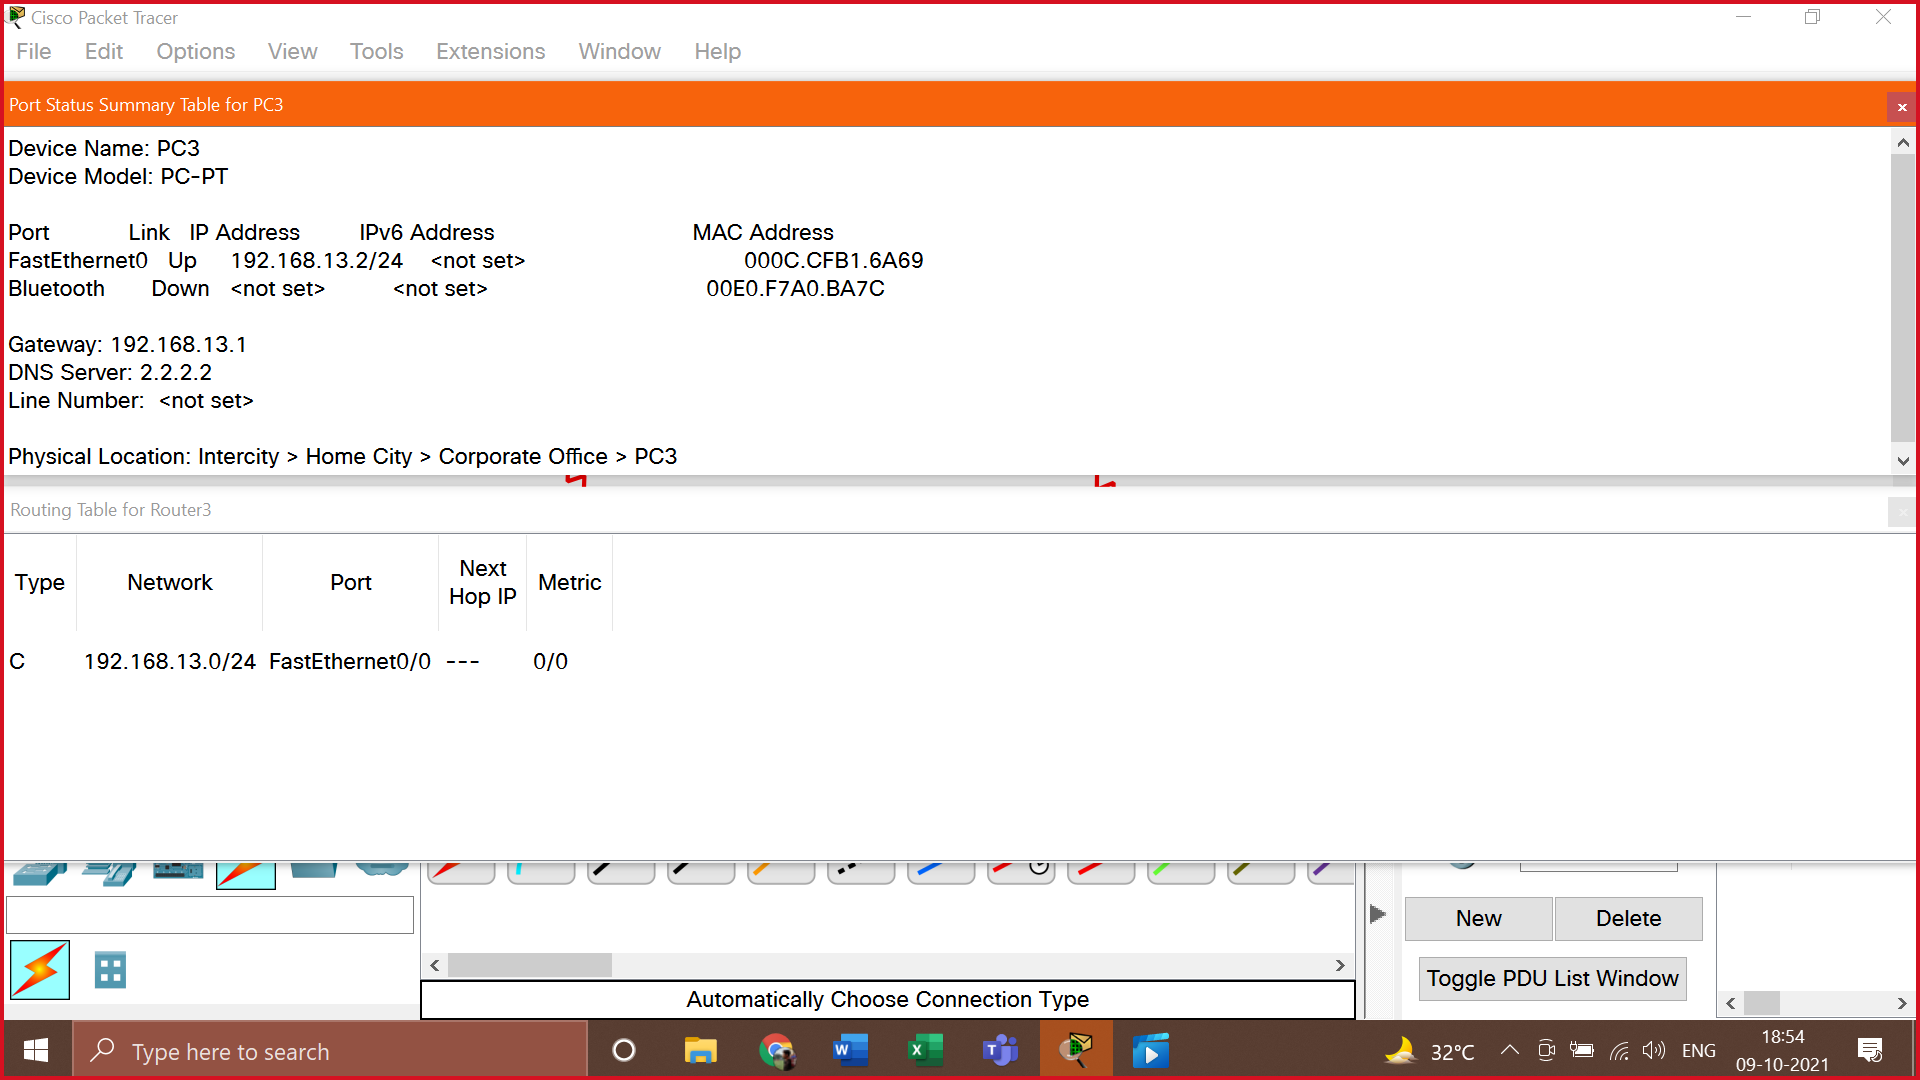 Cisco Packet Tracer
File Edit Options View Tools Extensions Window Help
Port Status Summary Table for PC3
Device Name: PC3
Device Model: PC-PT
Port Link IP Address IPv6 Address MAC Address
FastEthernet0 Up 192.168.13.2/24 <not set> 000C.CFB1.6A69
Bluetooth Down <not set> <not set> 00E0.F7A0.BA7C
Gateway: 192.168.13.1
DNS Server: 2.2.2.2
Line Number: <not set>
Physical Location: Intercity > Home City > Corporate Office > PC3
Routing Table for Router3
Type Network Port Next Hop IP Metric
C 192.168.13.0/24 FastEthernet0/0 --- 0/0
New Delete
Toggle PDU List Window
Automatically Choose Connection Type
Type here to search
32°C ENG 18:54
09-10-2021